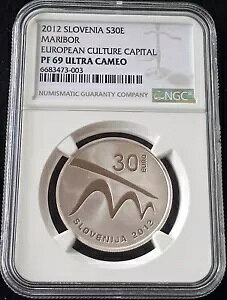 2012 SLOVENIA S30E
MARIBOR
EUROPEAN CULTURE CAPITAL
PF 69 ULTRA CAMEO
6683473-003
NUMISMATIC GUARANTY COMPANY
NGC
30
EURO
SLOVENIJA 2012